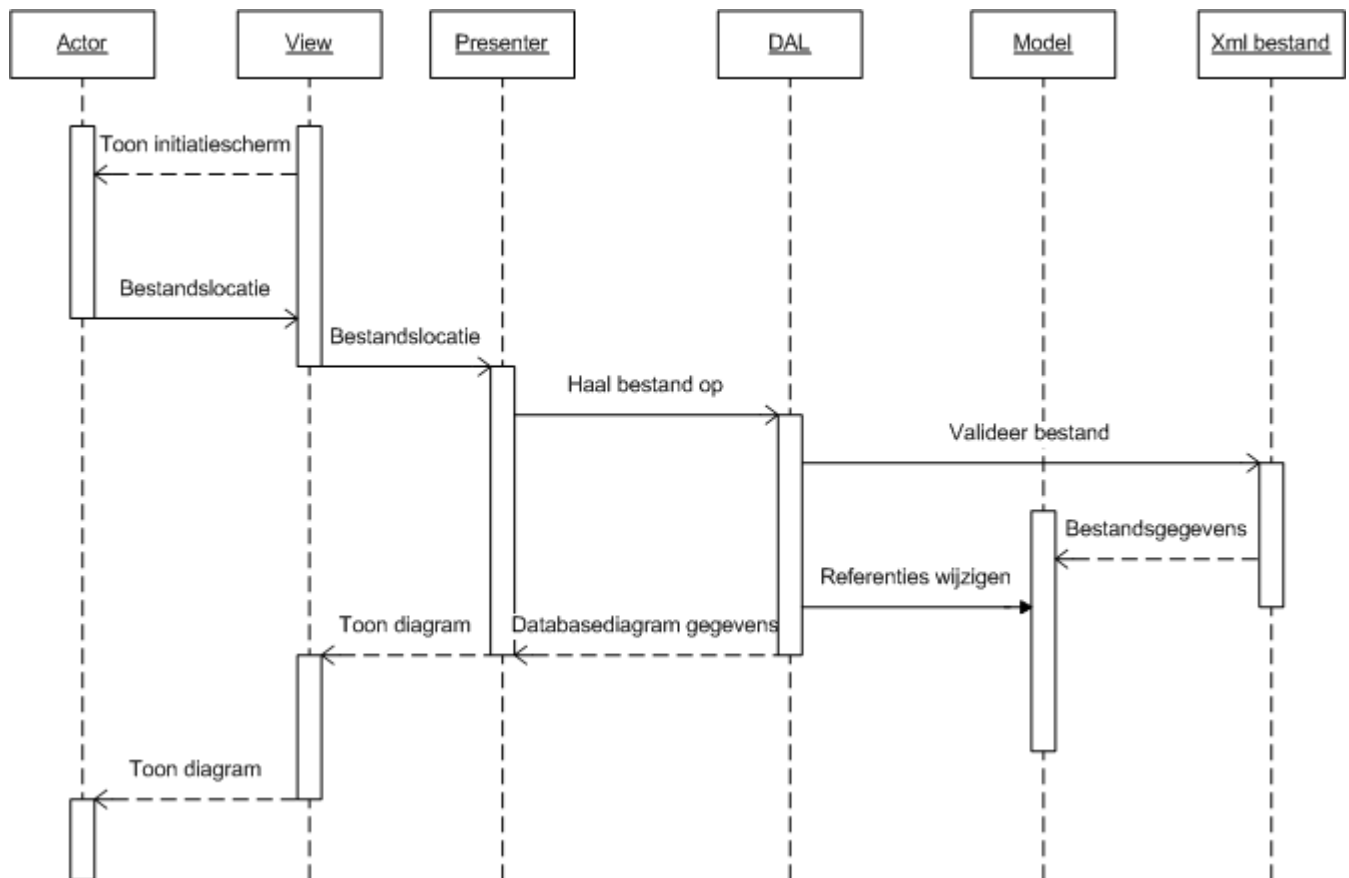 Actor
View
Presenter
DAL
Model
Xml bestand
Toon initiatiescherm
Bestandslocatie
Bestandslocatie
Haal bestand op
Valideer bestand
Bestandsgegevens
Referenties wijzigen
Toon diagram
Databasediagram gegevens
Toon diagram